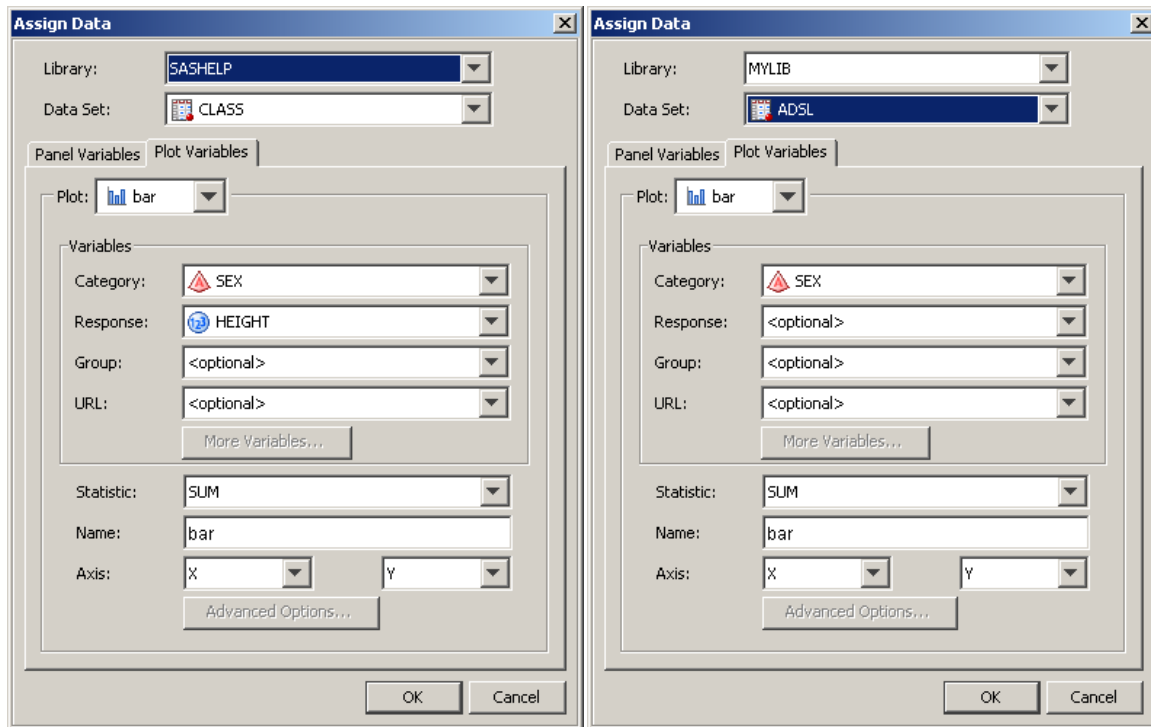 Assign Data
Library: SASHELP
Data Set: CLASS
Panel Variables Plot Variables
Plot: bar
Variables
Category: A SEX
Response: 123 HEIGHT
Group: <optional>
URL: <optional>
More Variables...
Statistic: SUM
Name: bar
Axis: X Y
Advanced Options...
OK Cancel
Assign Data
Library: MYLIB
Data Set: ADSL
Panel Variables Plot Variables
Plot: bar
Variables
Category: A SEX
Response: <optional>
Group: <optional>
URL: <optional>
More Variables...
Statistic: SUM
Name: bar
Axis: X Y
Advanced Options...
OK Cancel